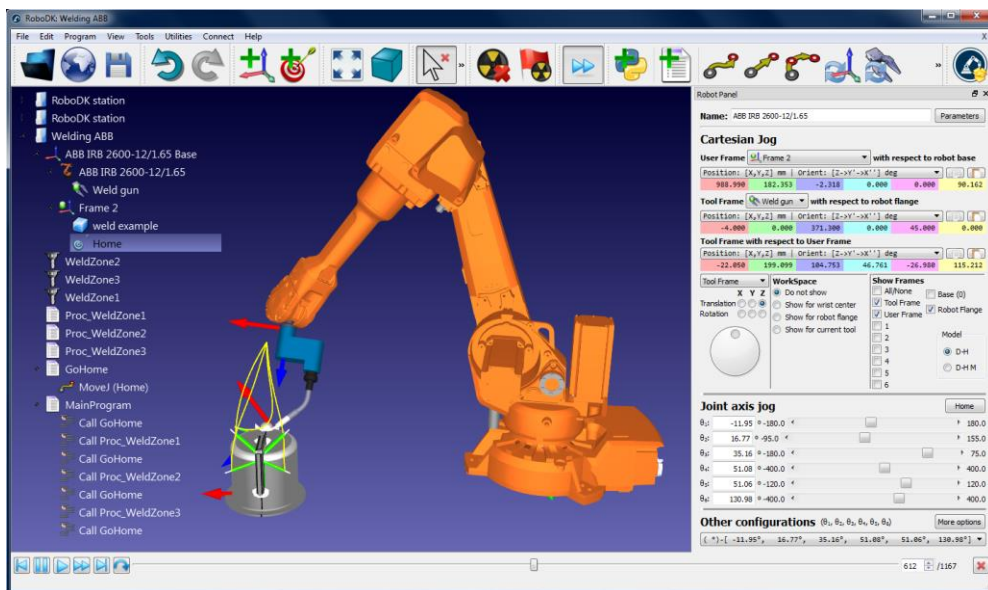 RoboDK: Welding ABB
File Edit Program View Tools Utilities Connect Help
RoboDK station
RoboDK station
Welding ABB
ABB IRB 2600-12/1.65 Base
ABB IRB 2600-12/1.65
Weld gun
Frame 2
weld example
Home
WeldZone2
WeldZone3
WeldZone1
Proc_WeldZone1
Proc_WeldZone2
Proc_WeldZone3
GoHome
MoveJ (Home)
MainProgram
Call GoHome
Call Proc_WeldZone1
Call GoHome
Call Proc_WeldZone2
Call GoHome
Call Proc_WeldZone3
Call GoHome
Robot Panel
Name: ABB IRB 2600-12/1.65 Parameters
Cartesian Jog
User Frame Frame 2 with respect to robot base
Position: [X,Y,Z] mm | Orient: [Z->Y'->X''] deg
988.990 182.353 -2.318 0.000 0.000 90.162
Tool Frame Weld gun with respect to robot flange
Position: [X,Y,Z] mm | Orient: [Z->Y'->X''] deg
-4.000 0.000 371.300 0.000 45.000 0.000
Tool Frame with respect to User Frame
Position: [X,Y,Z] mm | Orient: [Z->Y'->X''] deg
-22.050 199.099 104.753 46.761 -26.980 115.212
Tool Frame
X Y Z
Translation
Rotation
WorkSpace
Do not show
Show for wrist center
Show for robot flange
Show for current tool
Show Frames
All/None Base (0)
Tool Frame Robot Flange
User Frame
1
2
3
4
5
6
Model
D-H
D-H M
Joint axis jog Home
θ₁: -11.95 ° -180.0 180.0
θ₂: 16.77 ° -95.0 155.0
θ₃: 35.16 ° -180.0 75.0
θ₄: 51.08 ° -400.0 400.0
θ₅: 51.06 ° -120.0 120.0
θ₆: 130.98 ° -400.0 400.0
Other configurations (θ₁, θ₂, θ₃, θ₄, θ₅, θ₆) More options
( *)-[ -11.95°, 16.77°, 35.16°, 51.08°, 51.06°, 130.98°]
612 /1167